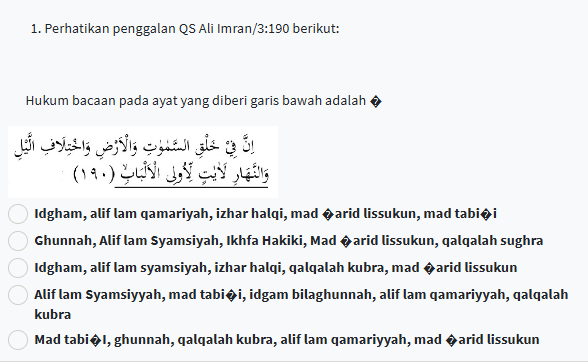 1. Perhatikan penggalan QS Ali Imran/3:190 berikut:
Hukum bacaan pada ayat yang diberi garis bawah adalah �
اِنَّ فِيْ خَلْقِ السَّمٰوٰتِ وَالْاَرْضِ وَاخْتِلَافِ الَّيْلِ
وَالنَّهَارِ لَاٰيٰتٍ لِّاُولِى الْاَلْبَابِۙ (١٩٠)
Idgham, alif lam qamariyah, izhar halqi, mad �arid lissukun, mad tabi�i
Ghunnah, Alif lam Syamsiyah, Ikhfa Hakiki, Mad �arid lissukun, qalqalah sughra
Idgham, alif lam syamsiyah, izhar halqi, qalqalah kubra, mad �arid lissukun
Alif lam Syamsiyyah, mad tabi�i, idgam bilaghunnah, alif lam qamariyyah, qalqalah
kubra
Mad tabi�I, ghunnah, qalqalah kubra, alif lam qamariyyah, mad �arid lissukun